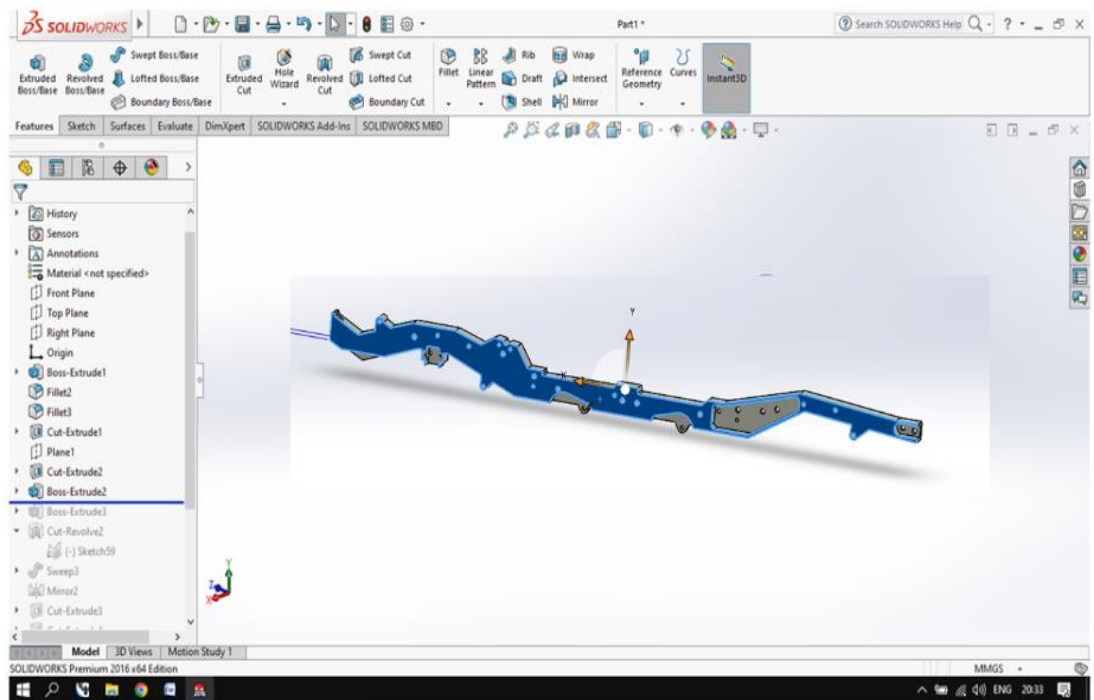 SOLIDWORKS
Part1 *
Search SOLIDWORKS Help
Extruded Boss/Base
Revolved Boss/Base
Swept Boss/Base
Lofted Boss/Base
Boundary Boss/Base
Extruded Cut
Hole Wizard
Revolved Cut
Swept Cut
Lofted Cut
Boundary Cut
Fillet
Linear Pattern
Rib
Draft
Shell
Wrap
Intersect
Mirror
Reference Geometry
Curves
Instant3D
Features Sketch Surfaces Evaluate DimXpert SOLIDWORKS Add-Ins SOLIDWORKS MBD
History
Sensors
Annotations
Material <not specified>
Front Plane
Top Plane
Right Plane
Origin
Boss-Extrude1
Fillet2
Fillet3
Cut-Extrude1
Plane1
Cut-Extrude2
Boss-Extrude2
Boss-Extrude3
Cut-Revolve2
(-) Sketch59
Sweep3
Mirror2
Cut-Extrude3
Y
X
Y
Z
X
Model 3D Views Motion Study 1
SOLIDWORKS Premium 2016 x64 Edition
MMGS
ENG 20:33